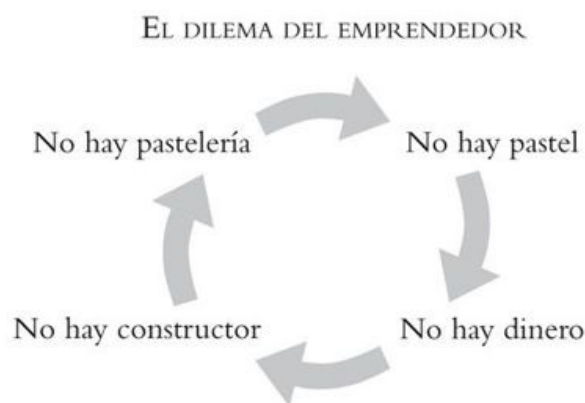 EL DILEMA DEL EMPRENDEDOR
No hay pastelería
No hay pastel
No hay constructor
No hay dinero